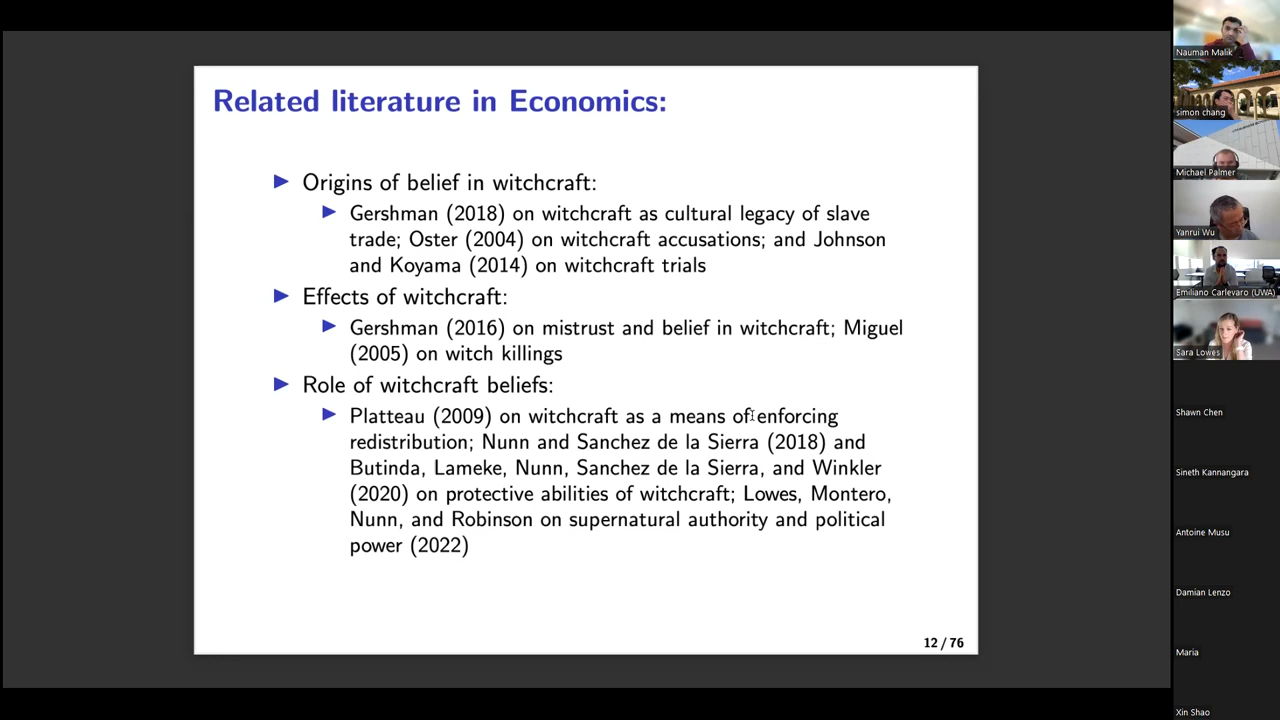 Related literature in Economics:
▶ Origins of belief in witchcraft:
▶ Gershman (2018) on witchcraft as cultural legacy of slave
trade; Oster (2004) on witchcraft accusations; and Johnson
and Koyama (2014) on witchcraft trials
▶ Effects of witchcraft:
▶ Gershman (2016) on mistrust and belief in witchcraft; Miguel
(2005) on witch killings
▶ Role of witchcraft beliefs:
▶ Platteau (2009) on witchcraft as a means of enforcing
redistribution; Nunn and Sanchez de la Sierra (2018) and
Butinda, Lameke, Nunn, Sanchez de la Sierra, and Winkler
(2020) on protective abilities of witchcraft; Lowes, Montero,
Nunn, and Robinson on supernatural authority and political
power (2022)
12 / 76
Nauman Malik
simon chang
Michael Palmer
Yanrui Wu
Emiliano Carlevaro (UWA)
Sara Lowes
Shawn Chen
Sineth Kannangara
Antoine Musu
Damian Lenzo
Maria
Xin Shao